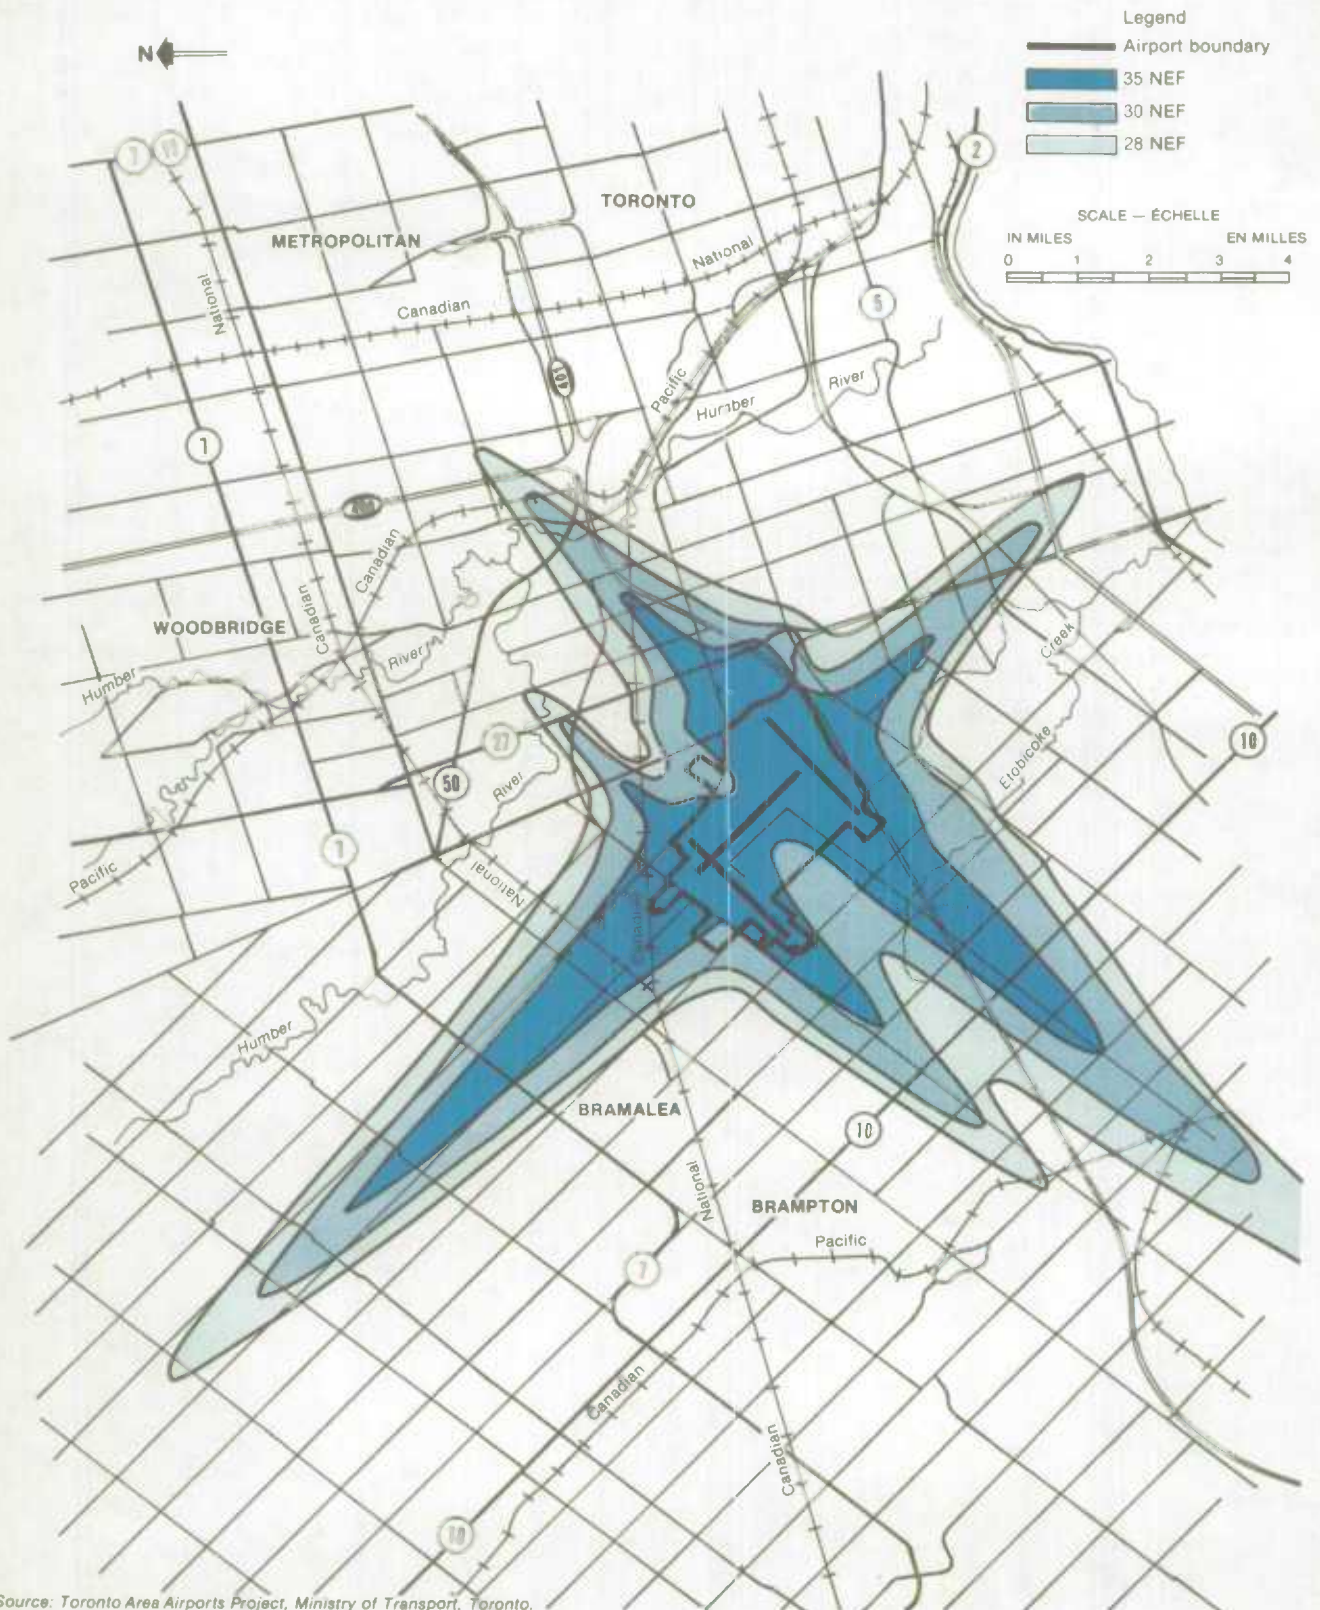 Legend
Airport boundary
35 NEF
30 NEF
28 NEF
N
SCALE — ÉCHELLE
IN MILES EN MILLES
0 1 2 3 4
2
TORONTO
METROPOLITAN
National
National
Canadian
5
401
Pacific
Humber
River
7
400
Canadian
Canadian
WOODBRIDGE
River
Humber
Creek
Etobicoke
10
27
50
River
7
Pacific
National
Canadian
Humber
BRAMALEA
10
National
BRAMPTON
Pacific
7
Canadian
Canadian
10
Source: Toronto Area Airports Project, Ministry of Transport, Toronto.